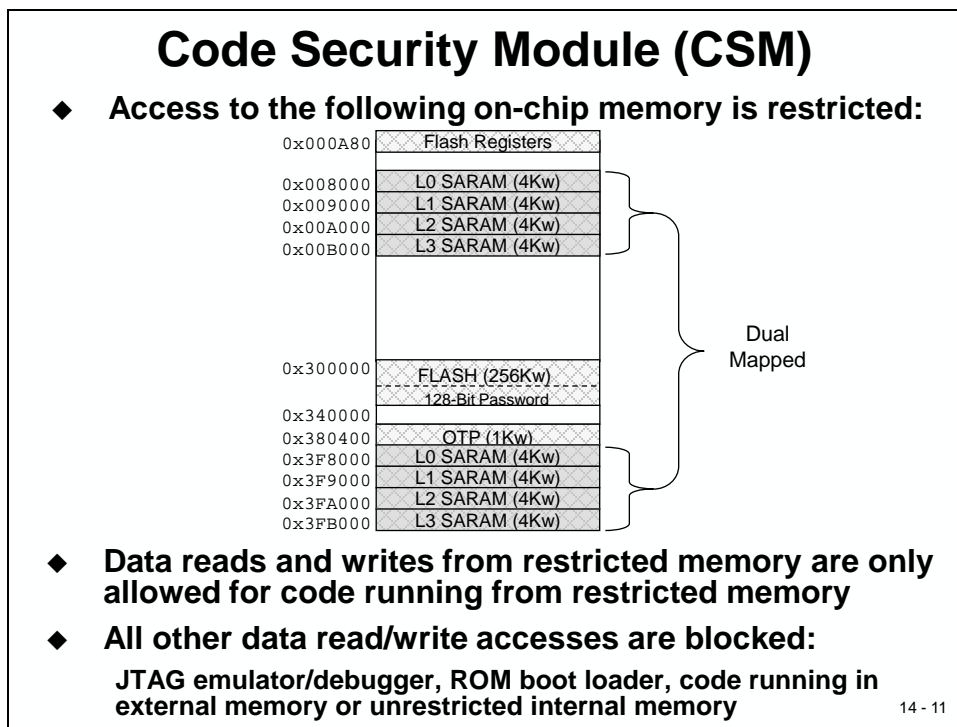 Code Security Module (CSM)
◆ Access to the following on-chip memory is restricted:
0x000A80 Flash Registers
0x008000 L0 SARAM (4Kw)
0x009000 L1 SARAM (4Kw)
0x00A000 L2 SARAM (4Kw)
0x00B000 L3 SARAM (4Kw)
Dual
Mapped
0x300000 FLASH (256Kw)
128-Bit Password
0x340000
0x380400 OTP (1Kw)
0x3F8000 L0 SARAM (4Kw)
0x3F9000 L1 SARAM (4Kw)
0x3FA000 L2 SARAM (4Kw)
0x3FB000 L3 SARAM (4Kw)
◆ Data reads and writes from restricted memory are only
allowed for code running from restricted memory
◆ All other data read/write accesses are blocked:
JTAG emulator/debugger, ROM boot loader, code running in
external memory or unrestricted internal memory
14 - 11